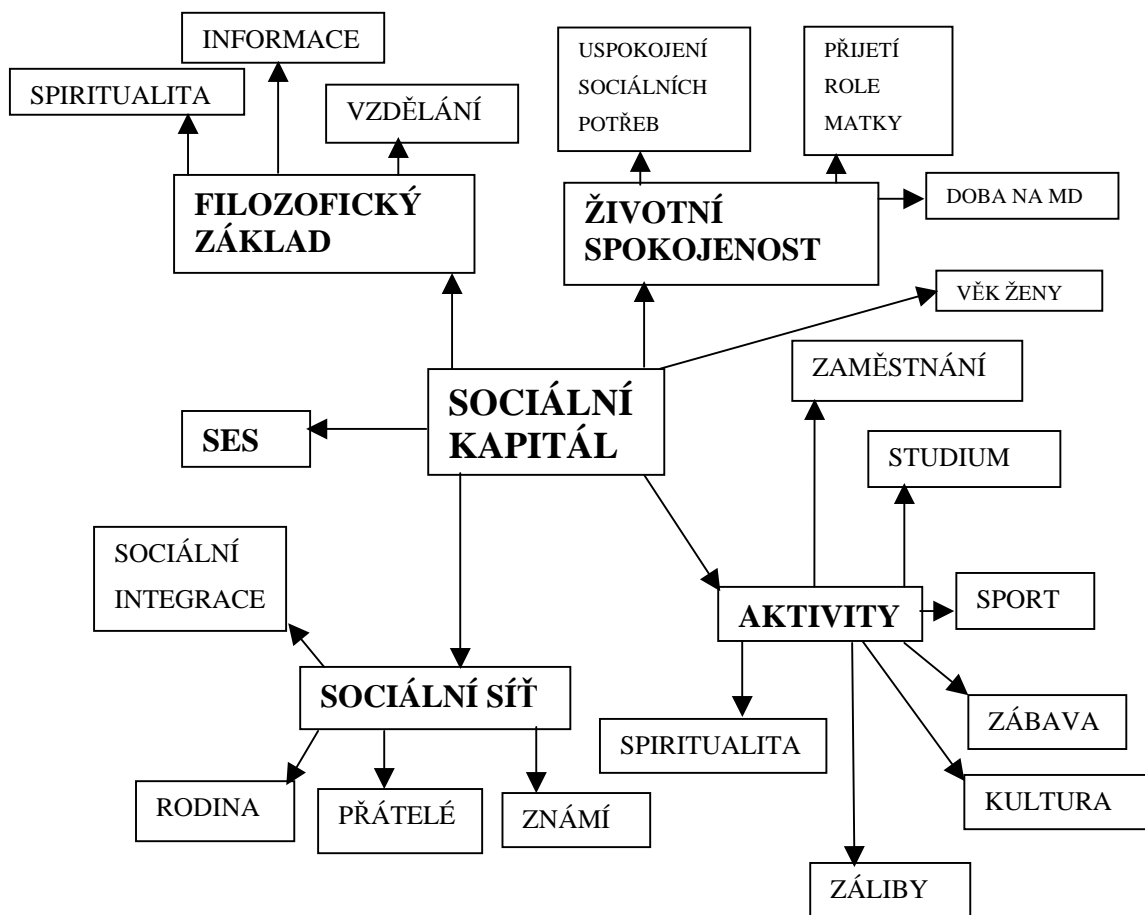 INFORMACE
SPIRITUALITA
VZDĚLÁNÍ
USPOKOJENÍ
SOCIÁLNÍCH
POTŘEB
PŘIJETÍ
ROLE
MATKY
FILOZOFICKÝ
ZÁKLAD
ŽIVOTNÍ
SPOKOJENOST
DOBA NA MD
VĚK ŽENY
ZAMĚSTNÁNÍ
SOCIÁLNÍ
KAPITÁL
SES
STUDIUM
SOCIÁLNÍ
INTEGRACE
AKTIVITY
SPORT
SOCIÁLNÍ SÍŤ
ZÁBAVA
SPIRITUALITA
RODINA
PŘÁTELÉ
ZNÁMÍ
KULTURA
ZÁLIBY